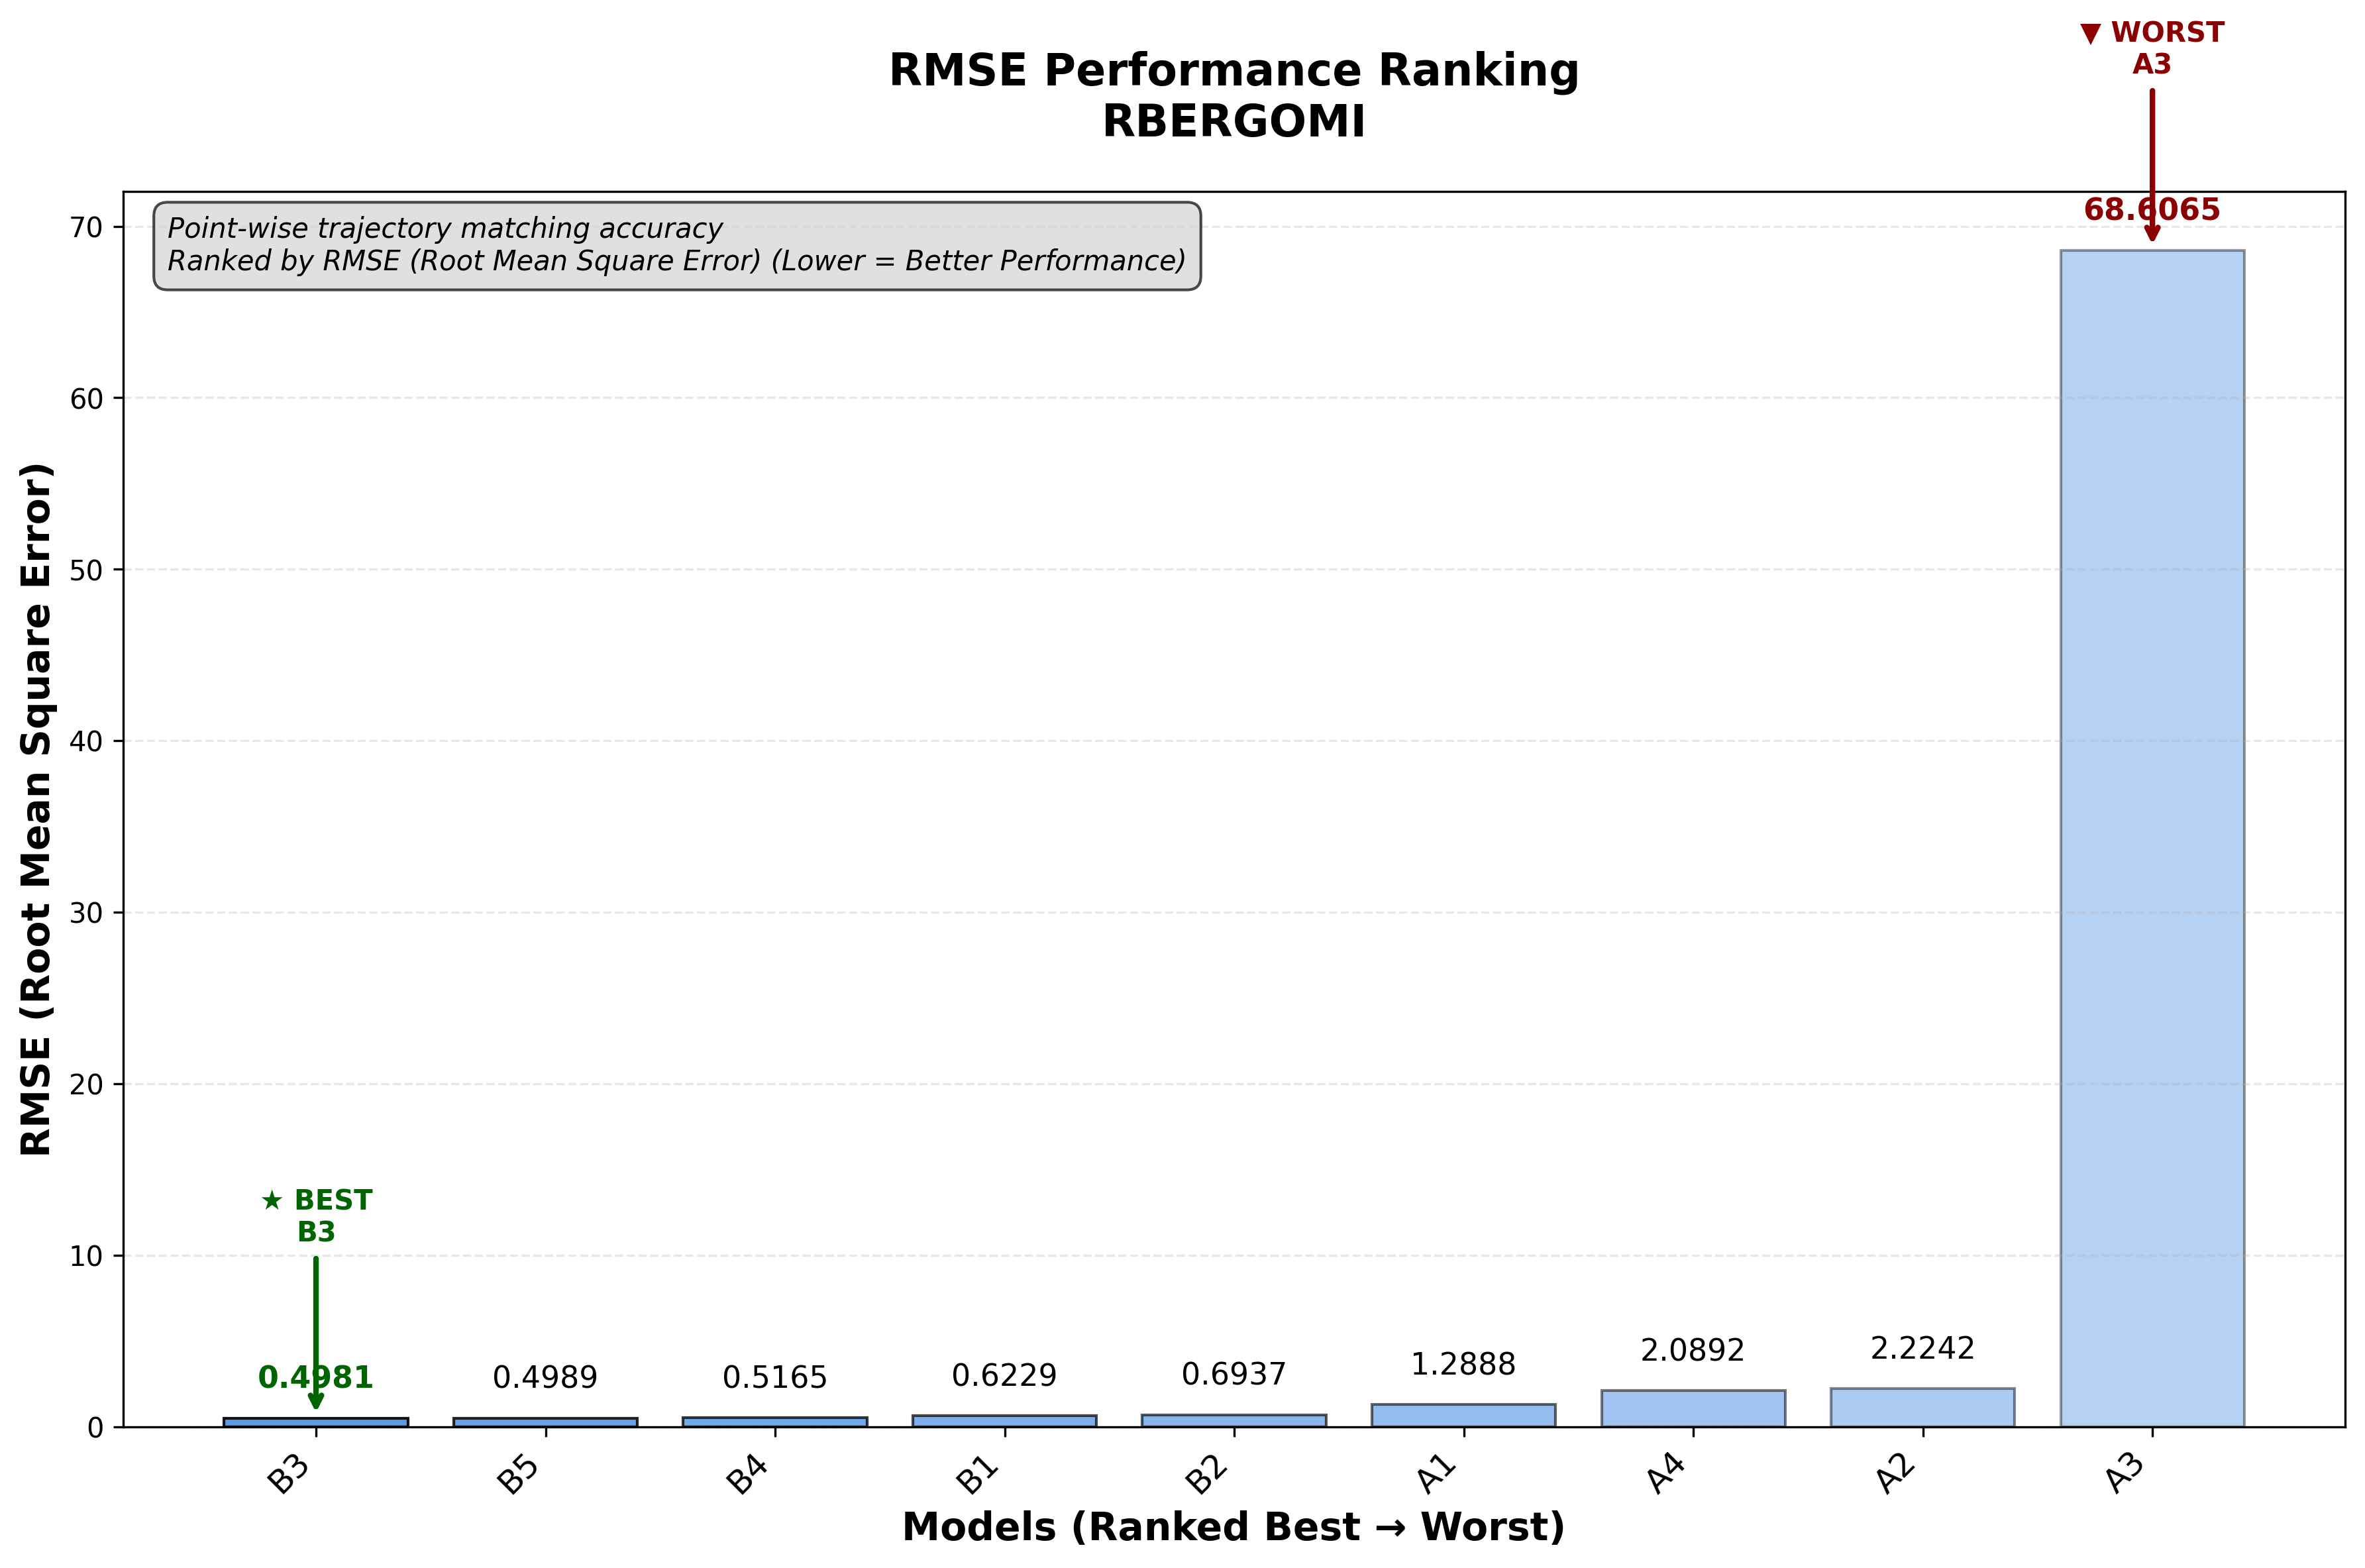 ▼ WORST
A3
RMSE Performance Ranking
RBERGOMI
Point-wise trajectory matching accuracy
Ranked by RMSE (Root Mean Square Error) (Lower = Better Performance)
68.6065
RMSE (Root Mean Square Error)
70
60
50
40
30
20
10
0
★ BEST
B3
0.4981
0.4989
0.5165
0.6229
0.6937
1.2888
2.0892
2.2242
B3
B5
B4
B1
B2
A1
A4
A2
A3
Models (Ranked Best → Worst)